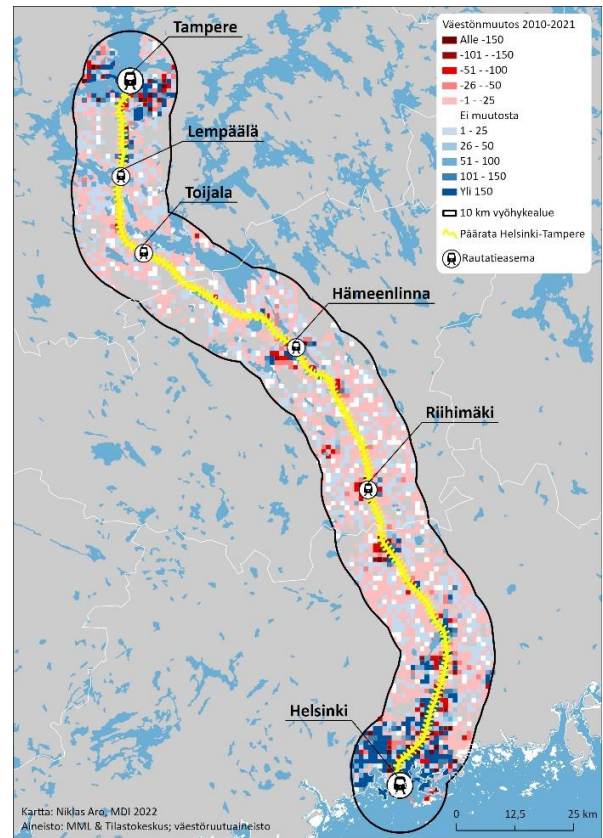 Tampere
Lempäälä
Toijala
Hämeenlinna
Riihimäki
Helsinki
Väestönmuutos 2010-2021
Alle -150
-101 - -150
-51 - -100
-26 - -50
-1 - -25
Ei muutosta
1 - 25
26 - 50
51 - 100
101 - 150
Yli 150
10 km vyöhykealue
Päärata Helsinki-Tampere
Rautatieasema
Kartta: Niklas Aro, MDI 2022
Aineisto: MML & Tilastokeskus; väestöruutuaineisto
0 12,5 25 km